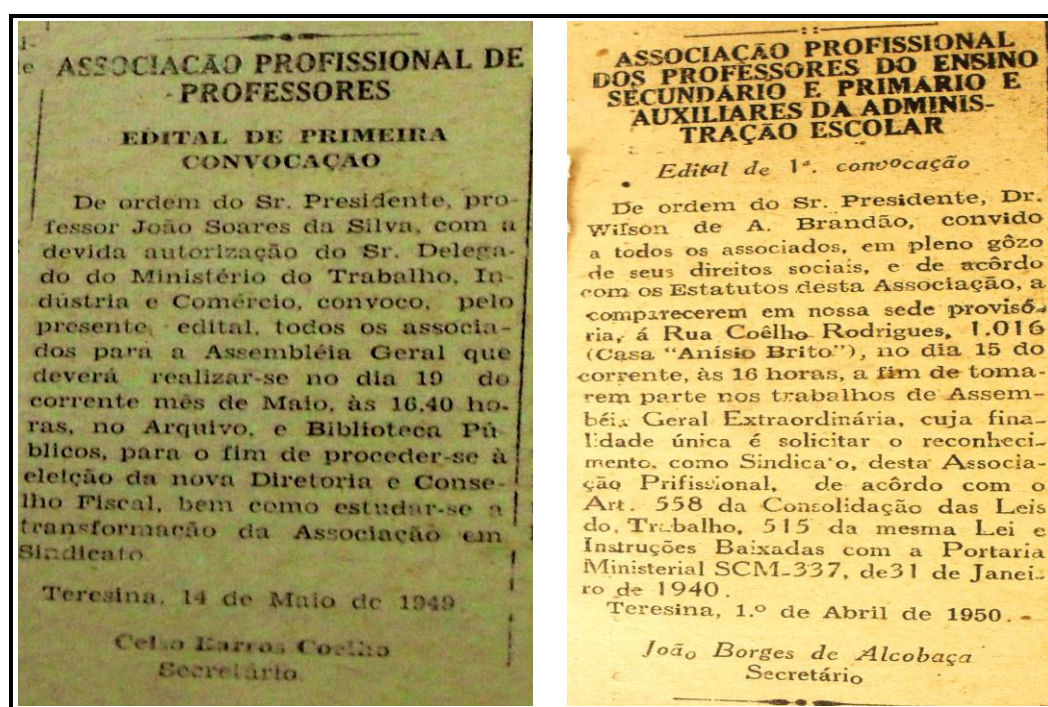 ASSOCIACÃO PROFISSIONAL DE
PROFESSORES
EDITAL DE PRIMEIRA
CONVOCAÇAO
De ordem do Sr. Presidente, pro-
fessor João Soares da Silva, com a
devida autorização do Sr. Delega-
do do Ministério do Trabalho, In-
dústria e Comércio, convoco, pelo
presente, edital, todos os associa-
dos para a Assembléia Geral que
deverá realizar-se no dia 19 do
corrente mês de Maio, às 16,40 ho-
ras, no Arquivo, e Biblioteca Pú-
blicos, para o fim de proceder-se à
eleição da nova Diretoria e Conse-
lho Fiscal, bem como estudar-se a
transformação da Associação em
Sindicato
Teresina, 14 de Maio de 1949.
Celso Barros Coelho
Secretário
ASSOCIAÇÃO PROFISSIONAL
DOS PROFESSORES DO ENSINO
SECUNDÁRIO E PRIMÁRIO E
AUXILIARES DA ADMINIS-
TRAÇÃO ESCOLAR
Edital de 1ª. convocação
De ordem do Sr. Presidente, Dr.
Wilson de A. Brandão, convido
a todos os associados, em pleno gôzo
de seus direitos sociais, e de acôrdo
com os Estatutos desta Associação, a
comparecerem em nossa sede provisó-
ria, á Rua Coêlho Rodrigues, 1.016
(Casa "Anísio Brito"), no dia 15 do
corrente, às 16 horas, a fim de toma-
rem parte nos trabalhos de Assem-
béia Geral Extraordinária, cuja fina-
lidade única é solicitar o reconheci-
mento, como Sindicato, desta Associa-
ção Prifissional, de acôrdo com o
Art. 558 da Consolidação das Leis
do Trabalho, 515 da mesma Lei e
Instruções Baixadas com a Portaria
Ministerial SCM-337, de31 de Janei-
ro de 1940.
Teresina, 1.º de Abril de 1950.
João Borges de Alcobaça
Secretário